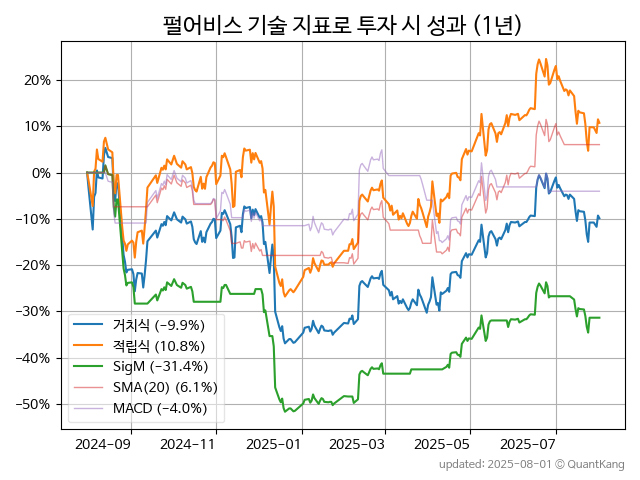 펄어비스 기술 지표로 투자 시 성과 (1년)
20%
10%
0%
−10%
−20%
−30%
−40%
−50%
거치식 (−9.9%)
적립식 (10.8%)
SigM (−31.4%)
SMA(20) (6.1%)
MACD (−4.0%)
2024−09
2024−11
2025−01
2025−03
2025−05
2025−07
updated: 2025-08-01 © QuantKang